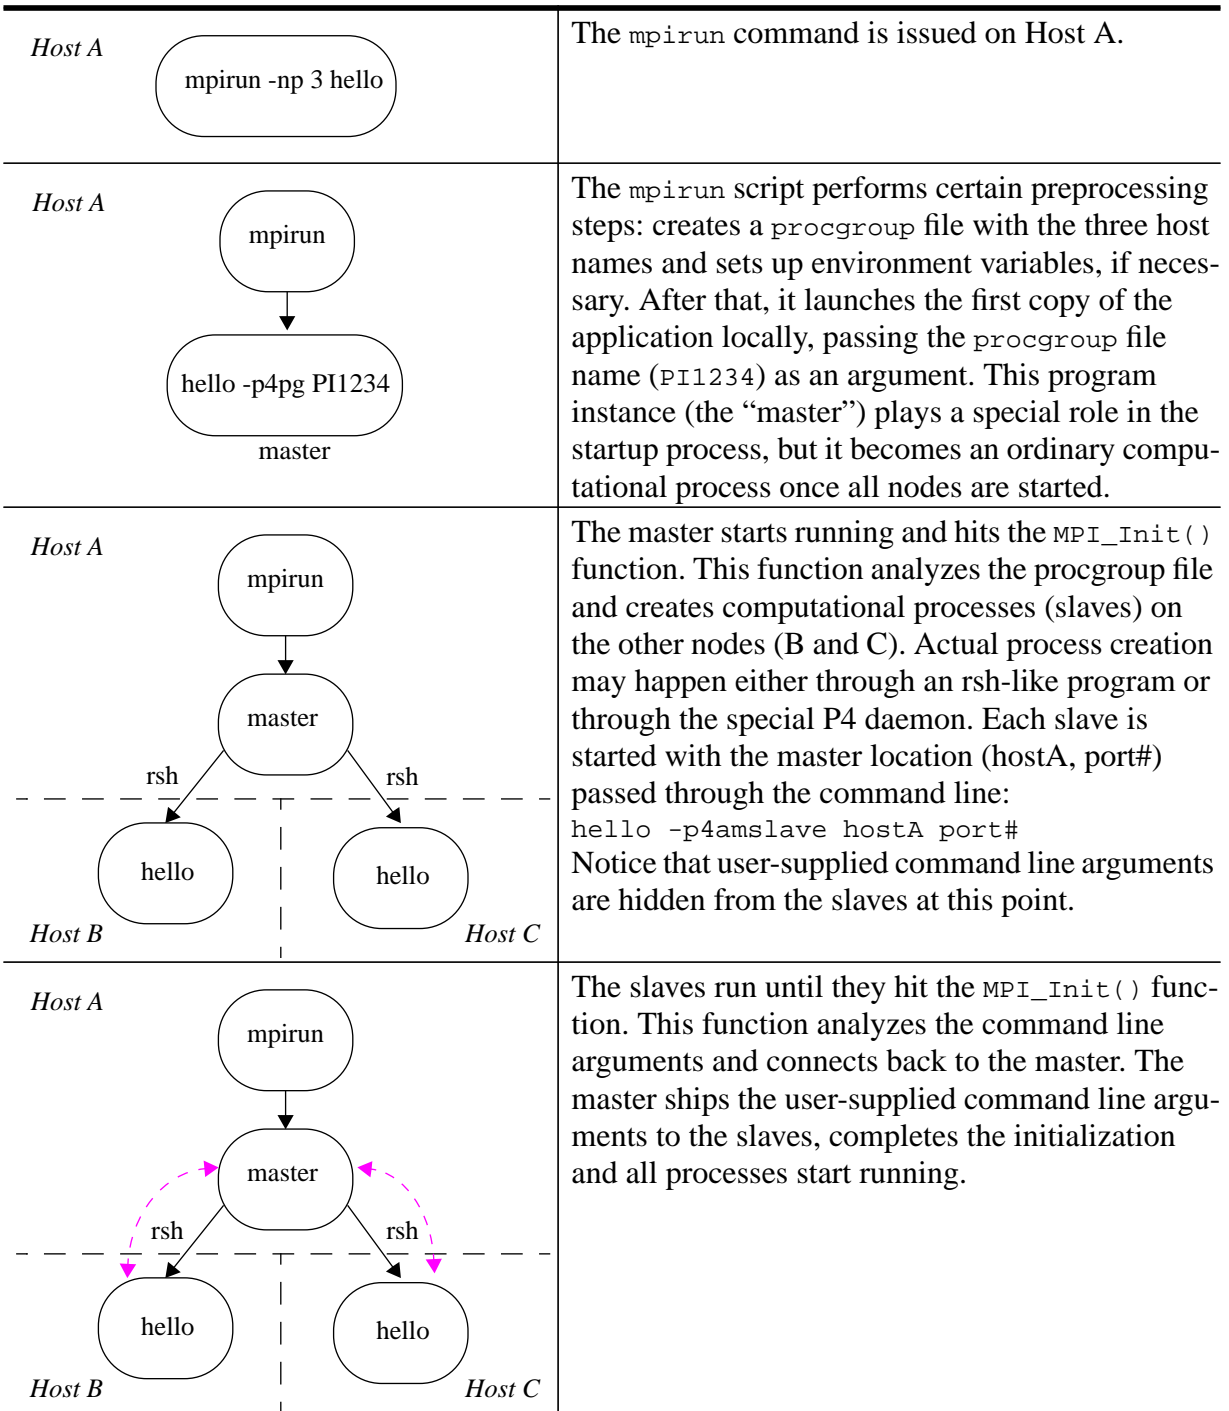 Host A
mpirun -np 3 hello
The mpirun command is issued on Host A.
Host A
mpirun
hello -p4pg PI1234
master
The mpirun script performs certain preprocessing
steps: creates a procgroup file with the three host
names and sets up environment variables, if neces-
sary. After that, it launches the first copy of the
application locally, passing the procgroup file
name (PI1234) as an argument. This program
instance (the “master”) plays a special role in the
startup process, but it becomes an ordinary compu-
tational process once all nodes are started.
Host A
mpirun
master
rsh
rsh
hello
hello
Host B
Host C
The master starts running and hits the MPI_Init()
function. This function analyzes the procgroup file
and creates computational processes (slaves) on
the other nodes (B and C). Actual process creation
may happen either through an rsh-like program or
through the special P4 daemon. Each slave is
started with the master location (hostA, port#)
passed through the command line:
hello -p4amslave hostA port#
Notice that user-supplied command line arguments
are hidden from the slaves at this point.
Host A
mpirun
master
rsh
rsh
hello
hello
Host B
Host C
The slaves run until they hit the MPI_Init() func-
tion. This function analyzes the command line
arguments and connects back to the master. The
master ships the user-supplied command line argu-
ments to the slaves, completes the initialization
and all processes start running.